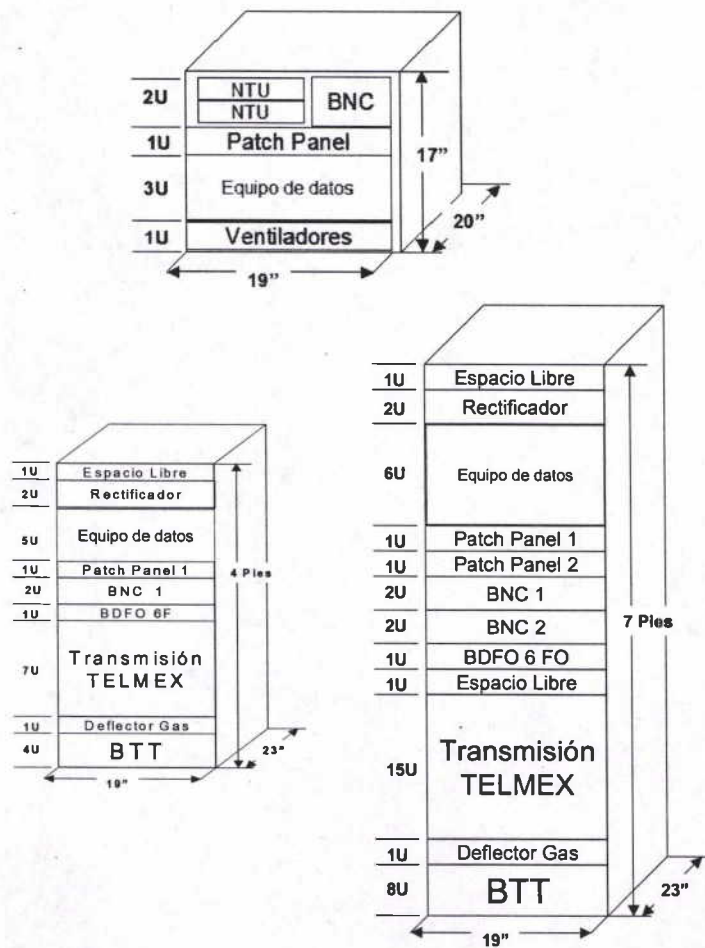 2U
NTU
NTU
BNC
1U
Patch Panel
3U
Equipo de datos
1U
Ventiladores
17”
20”
19”
1U
Espacio Libre
2U
Rectificador
5U
Equipo de datos
1U
Patch Panel 1
2U
BNC 1
1U
BDFO 6F
7U
Transmisión
TELMEX
1U
Deflector Gas
4U
BTT
4 Pies
23”
19”
1U
Espacio Libre
2U
Rectificador
6U
Equipo de datos
1U
Patch Panel 1
1U
Patch Panel 2
2U
BNC 1
2U
BNC 2
1U
BDFO 6 FO
1U
Espacio Libre
15U
Transmisión
TELMEX
1U
Deflector Gas
8U
BTT
7 Pies
23”
19”